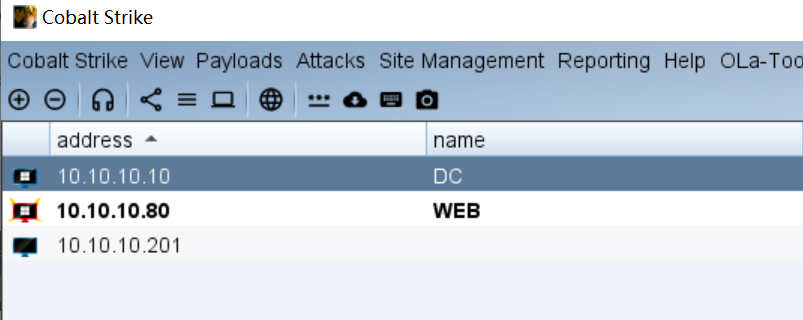 Cobalt Strike
Cobalt Strike View Payloads Attacks Site Management Reporting Help OLa-Too
address name
10.10.10.10 DC
10.10.10.80 WEB
10.10.10.201